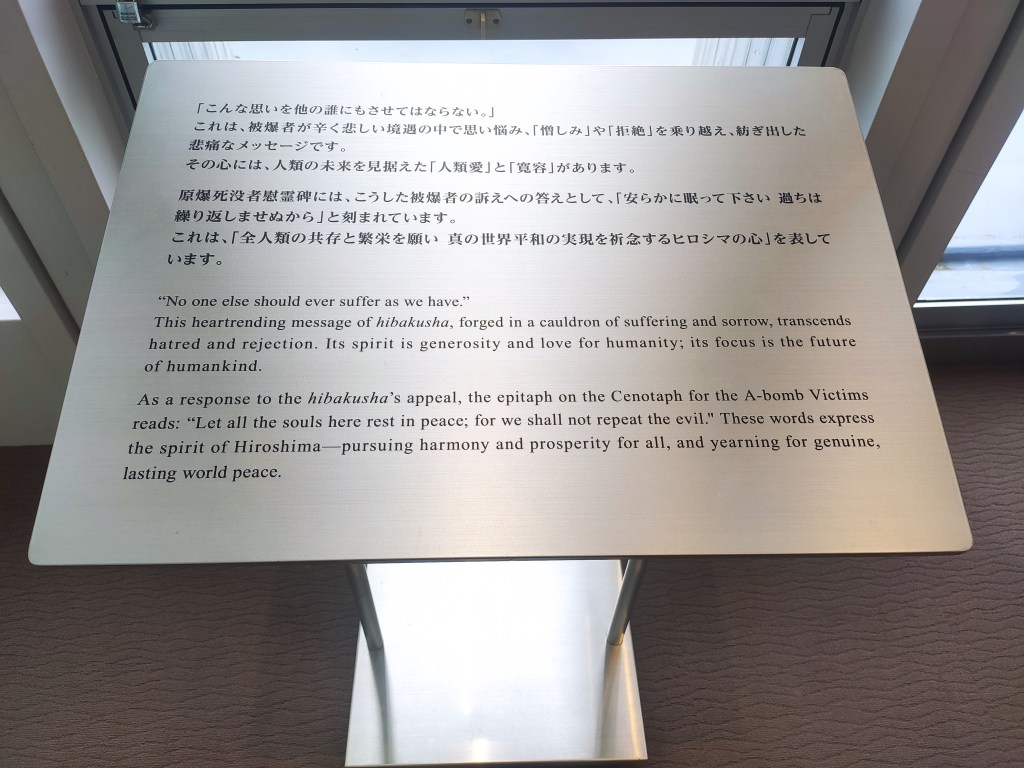 「こんな思いを他の誰にもさせてはならない。」
これは、被爆者が辛く悲しい境遇の中で思い悩み、「憎しみ」や「拒絶」を乗り越え、紡ぎ出した
悲痛なメッセージです。
その心には、人類の未来を見据えた「人類愛」と「寛容」があります。
原爆死没者慰霊碑には、こうした被爆者の訴えへの答えとして、「安らかに眠って下さい 過ちは
繰り返しませぬから」と刻まれています。
これは、「全人類の共存と繁栄を願い 真の世界平和の実現を祈念するヒロシマの心」を表して
います。
“No one else should ever suffer as we have.”
This heartrending message of hibakusha, forged in a cauldron of suffering and sorrow, transcends
hatred and rejection. Its spirit is generosity and love for humanity; its focus is the future
of humankind.
As a response to the hibakusha’s appeal, the epitaph on the Cenotaph for the A-bomb Victims
reads: “Let all the souls here rest in peace; for we shall not repeat the evil." These words express
the spirit of Hiroshima—pursuing harmony and prosperity for all, and yearning for genuine,
lasting world peace.